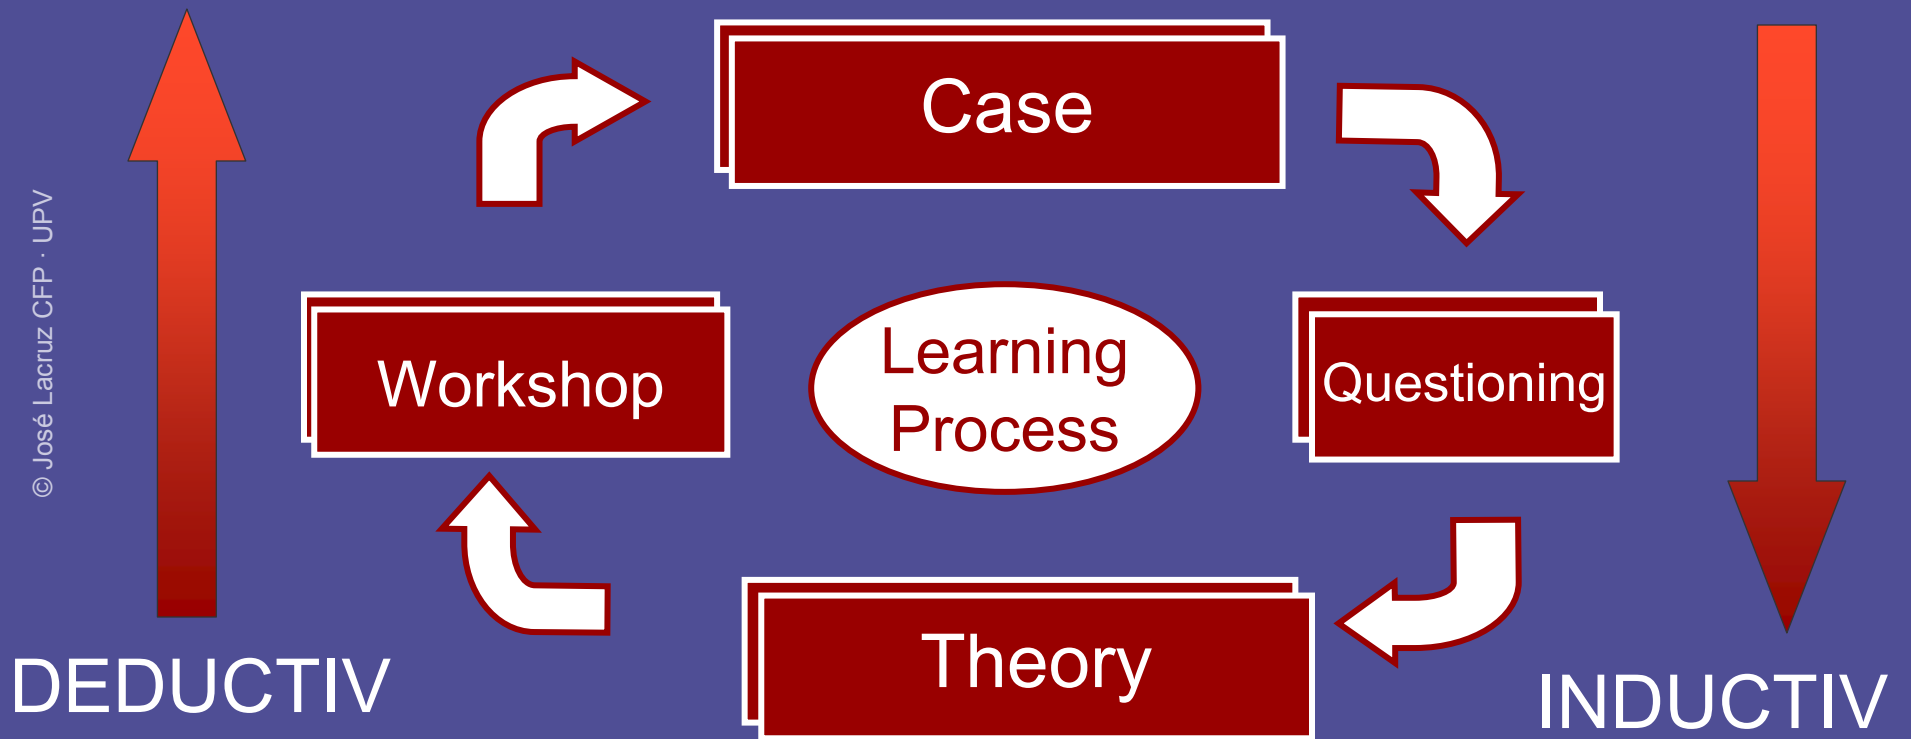 Case
Workshop
Learning
Process
Questioning
Theory
DEDUCTIV
INDUCTIV
© José Lacruz CFP · UPV